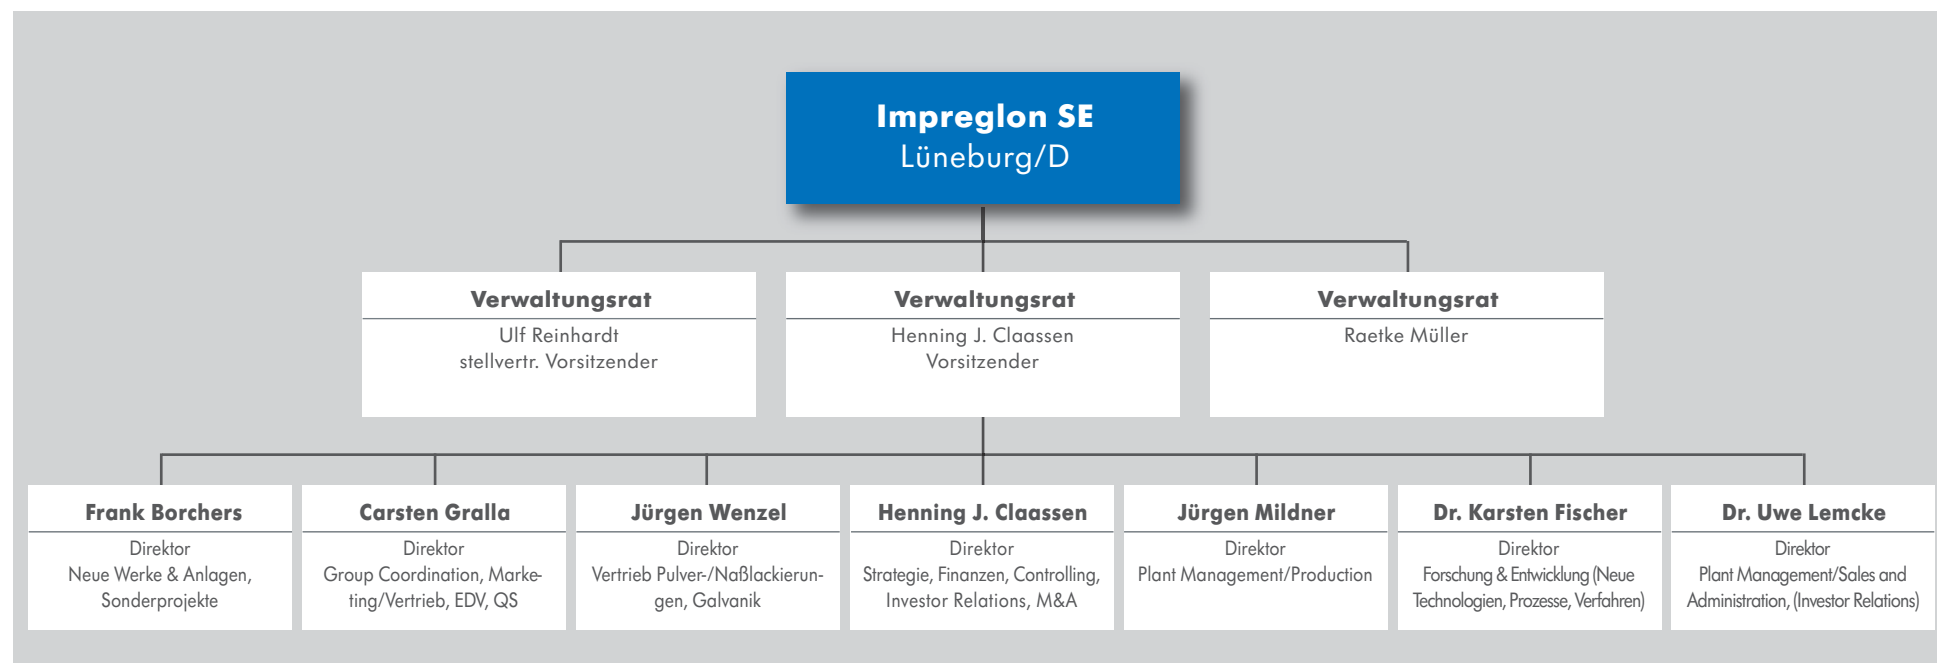 Impreglon SE
Lüneburg/D
Verwaltungsrat
Ulf Reinhardt
stellvertr. Vorsitzender
Verwaltungsrat
Henning J. Claassen
Vorsitzender
Verwaltungsrat
Raetke Müller
Frank Borchers
Direktor
Neue Werke & Anlagen,
Sonderprojekte
Carsten Gralla
Direktor
Group Coordination, Marke-
ting/Vertrieb, EDV, QS
Jürgen Wenzel
Direktor
Vertrieb Pulver-/Naßlackierun-
gen, Galvanik
Henning J. Claassen
Direktor
Strategie, Finanzen, Controlling,
Investor Relations, M&A
Jürgen Mildner
Direktor
Plant Management/Production
Dr. Karsten Fischer
Direktor
Forschung & Entwicklung (Neue
Technologien, Prozesse, Verfahren)
Dr. Uwe Lemcke
Direktor
Plant Management/Sales and
Administration, (Investor Relations)